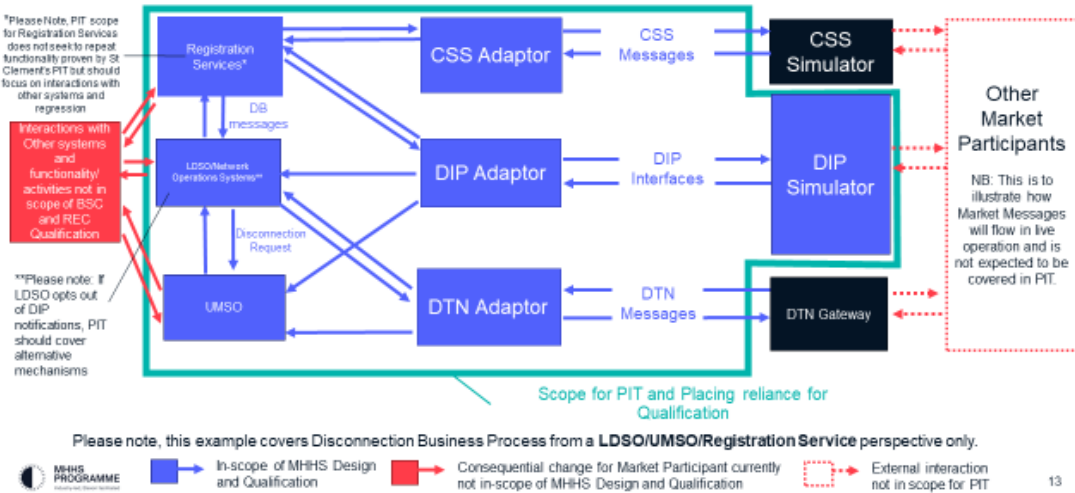 *Please Note, PIT scope
for Registration Services
does not seek to repeat
functionality proven by St
Clement's PIT but should
focus on interactions with
other systems and
regression
Registration
Services*
CSS Adaptor
CSS
Messages
CSS
Simulator
DB
messages
Interactions with
Other systems
and
functionality/
activities not in
scope of BSC
and REC
Qualification
LDSO/Network
Operations Systems**
DIP Adaptor
DIP
Interfaces
DIP
Simulator
Other
Market
Participants
NB: This is to
illustrate how
Market Messages
will flow in live
operation and is
not expected to be
covered in PIT.
Disconnection
Request
**Please note: If
LDSO opts out
of DIP
notifications, PIT
should cover
alternative
mechanisms
UMSO
DTN Adaptor
DTN
Messages
DTN Gateway
Scope for PIT and Placing reliance for
Qualification
Please note, this example covers Disconnection Business Process from a LDSO/UMSO/Registration Service perspective only.
MHHS
PROGRAMME
In-scope of MHHS Design
and Qualification
Consequential change for Market Participant currently
not in-scope of MHHS Design and Qualification
External interaction
not in scope for PIT
13